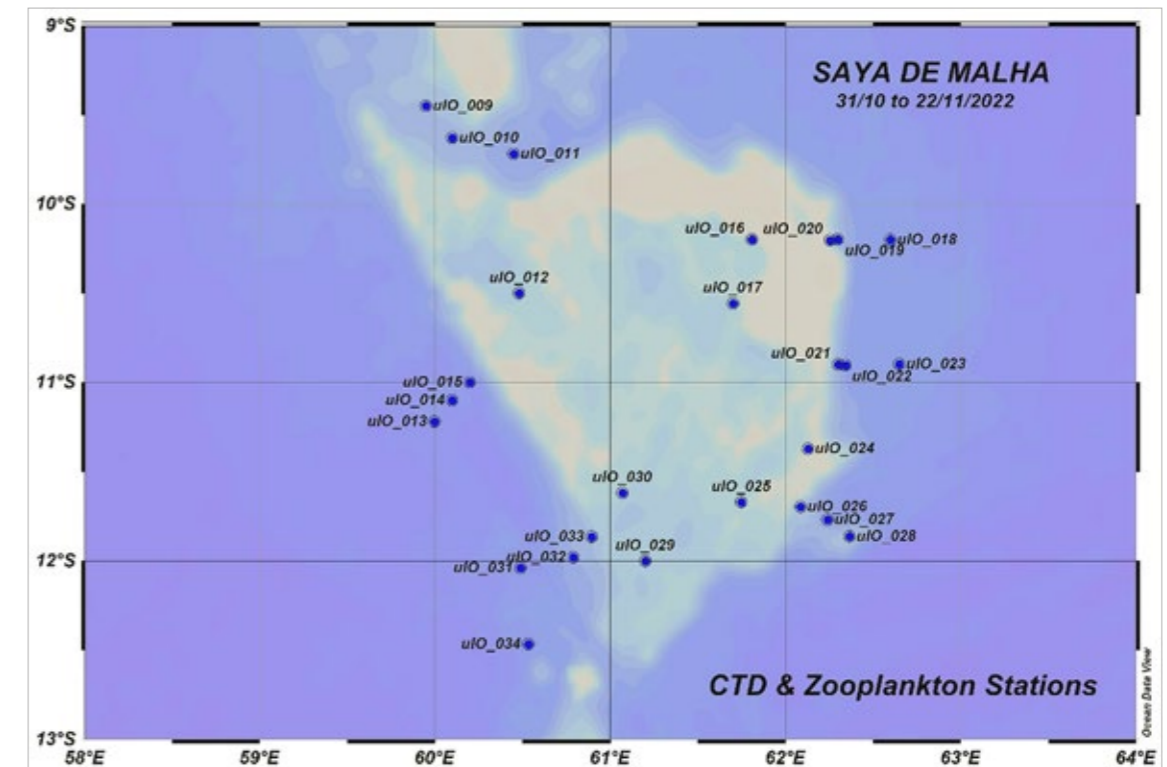 9°S
SAYA DE MALHA
31/10 to 22/11/2022
uIO_009
uIO_010
uIO_011
10°S
uIO_016
uIO_020
uIO_018
uIO_019
uIO_012
uIO_017
uIO_021
uIO_023
uIO_022
11°S
uIO_015
uIO_014
uIO_013
uIO_024
uIO_030
uIO_025
uIO_026
uIO_027
uIO_028
uIO_033
uIO_029
12°S
uIO_032
uIO_031
uIO_034
CTD & Zooplankton Stations
Ocean Data View
13°S
58°E
59°E
60°E
61°E
62°E
63°E
64°E